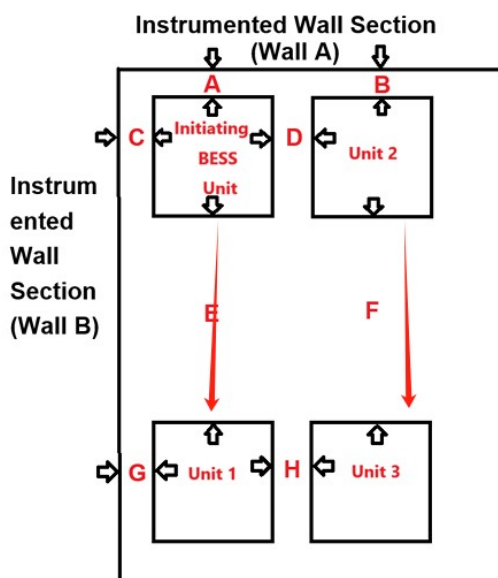 Instrumented Wall Section
(Wall A)
A
B
C
Initiating
BESS
Unit
D
Unit 2
Instrum
ented
Wall
Section
(Wall B)
E
F
G
Unit 1
H
Unit 3